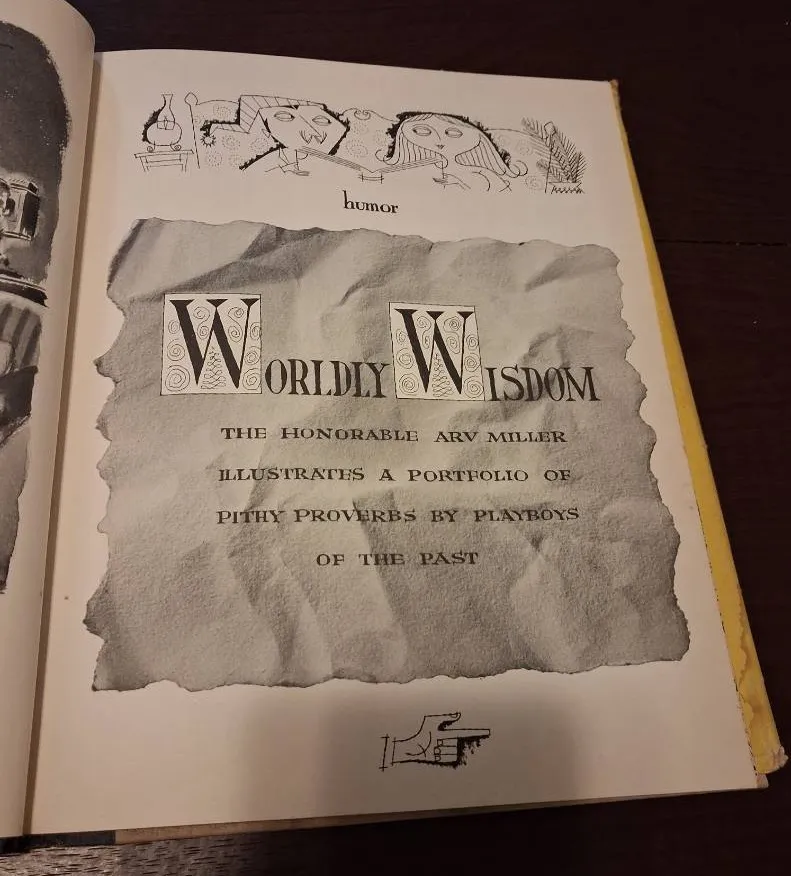 humor
WORLDLY WISDOM
THE HONORABLE ARV MILLER
ILLUSTRATES A PORTFOLIO OF
PITHY PROVERBS BY PLAYBOYS
OF THE PAST